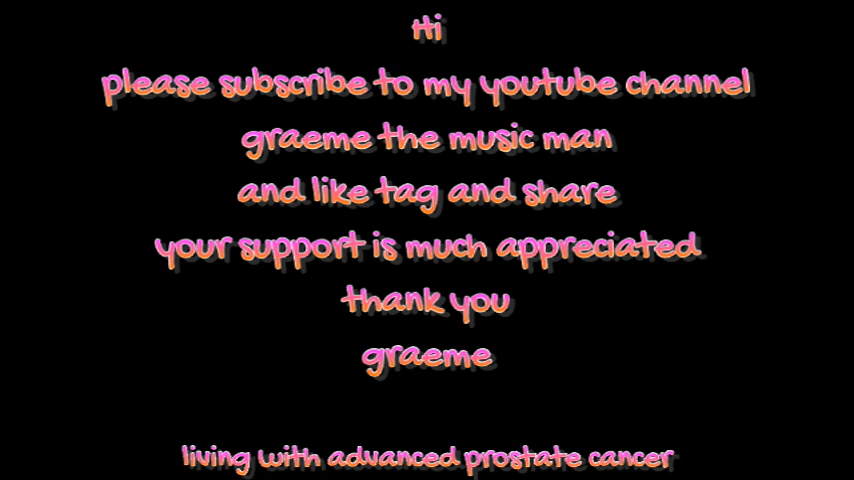 Hi
please subscribe to my youtube channel
graeme the music man
and like tag and share
your support is much appreciated
thank you
graeme
living with advanced prostate cancer